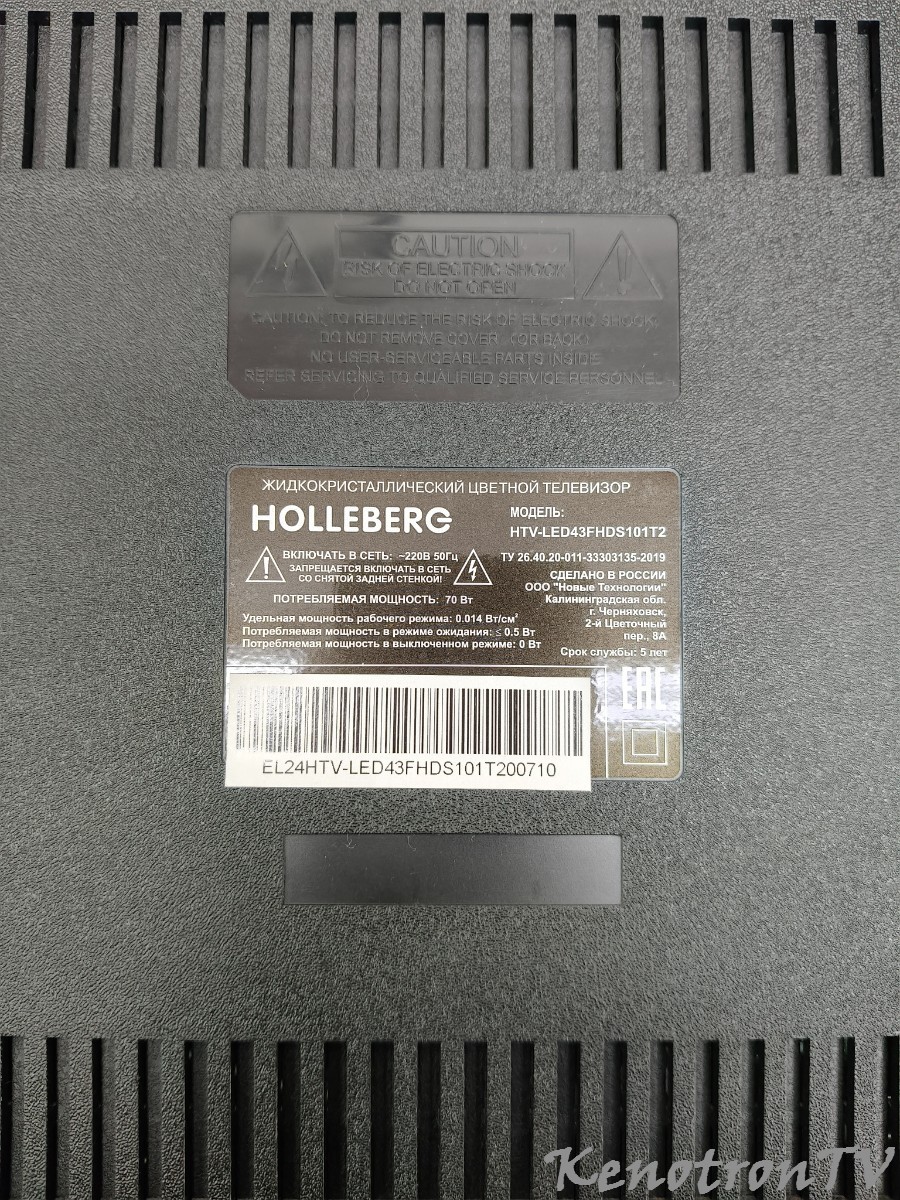 CAUTION
RISK OF ELECTRIC SHOCK
DO NOT OPEN
CAUTION: TO REDUCE THE RISK OF ELECTRIC SHOCK,
DO NOT REMOVE COVER (OR BACK)
NO USER-SERVICEABLE PARTS INSIDE
REFER SERVICING TO QUALIFIED SERVICE PERSONNEL.
ЖИДКОКРИСТАЛЛИЧЕСКИЙ ЦВЕТНОЙ ТЕЛЕВИЗОР
HOLLEBERG
МОДЕЛЬ:
HTV-LED43FHDS101T2
ВКЛЮЧАТЬ В СЕТЬ: ~220В 50Гц
ЗАПРЕЩАЕТСЯ ВКЛЮЧАТЬ В СЕТЬ
СО СНЯТОЙ ЗАДНЕЙ СТЕНКОЙ!
ПОТРЕБЛЯЕМАЯ МОЩНОСТЬ: 70 Вт
Удельная мощность рабочего режима: 0.014 Вт/см²
Потребляемая мощность в режиме ожидания: ≤ 0.5 Вт
Потребляемая мощность в выключенном режиме: 0 Вт
ТУ 26.40.20-011-33303135-2019
СДЕЛАНО В РОССИИ
ООО "Новые Технологии"
Калининградская обл.
г. Черняховск,
2-й Цветочный
пер., 8А
Срок службы: 5 лет
EAC
EL24HTV-LED43FHDS101T200710
KenotronTV